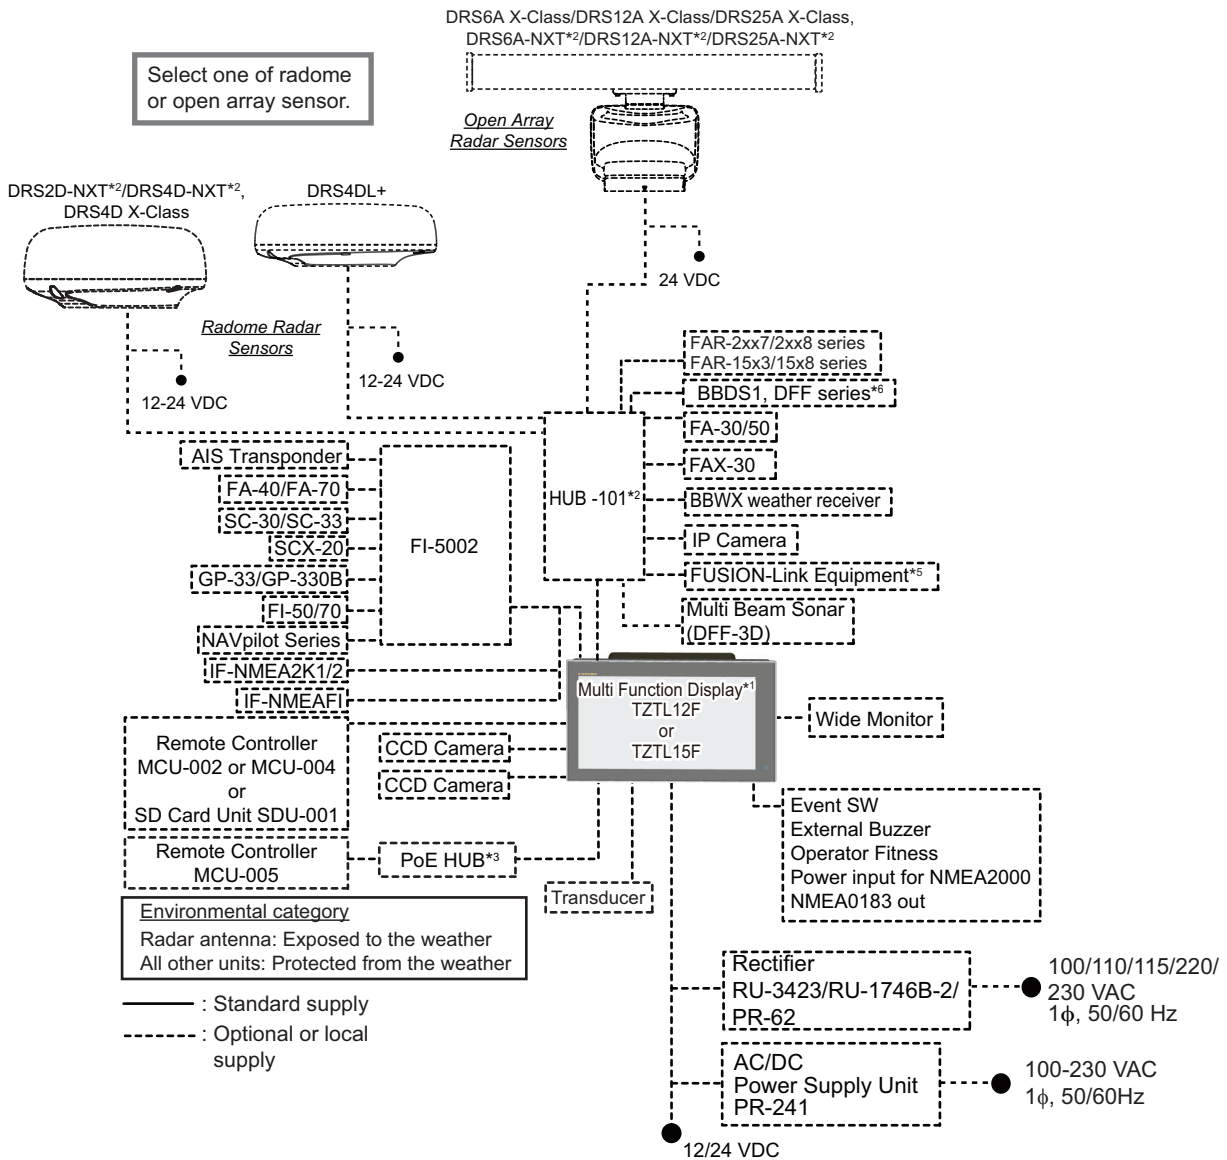 DRS6A X-Class/DRS12A X-Class/DRS25A X-Class,
DRS6A-NXT*2/DRS12A-NXT*2/DRS25A-NXT*2
Select one of radome
or open array sensor.
Open Array
Radar Sensors
DRS2D-NXT*2/DRS4D-NXT*2,
DRS4D X-Class
DRS4DL+
24 VDC
Radome Radar
Sensors
12-24 VDC
12-24 VDC
FAR-2xx7/2xx8 series
FAR-15x3/15x8 series
BBDS1, DFF series*6
FA-30/50
FAX-30
BBWX weather receiver
IP Camera
FUSION-Link Equipment*5
Multi Beam Sonar
(DFF-3D)
HUB -101*2
AIS Transponder
FA-40/FA-70
SC-30/SC-33
SCX-20
GP-33/GP-330B
FI-50/70
NAVpilot Series
IF-NMEA2K1/2
IF-NMEAFI
FI-5002
Multi Function Display*1
TZTL12F
or
TZTL15F
Wide Monitor
Remote Controller
MCU-002 or MCU-004
or
SD Card Unit SDU-001
CCD Camera
CCD Camera
Remote Controller
MCU-005
PoE HUB*3
Transducer
Event SW
External Buzzer
Operator Fitness
Power input for NMEA2000
NMEA0183 out
Environmental category
Radar antenna: Exposed to the weather
All other units: Protected from the weather
: Standard supply
: Optional or local
supply
Rectifier
RU-3423/RU-1746B-2/
PR-62
100/110/115/220/
230 VAC
1ϕ, 50/60 Hz
AC/DC
Power Supply Unit
PR-241
100-230 VAC
1ϕ, 50/60Hz
12/24 VDC